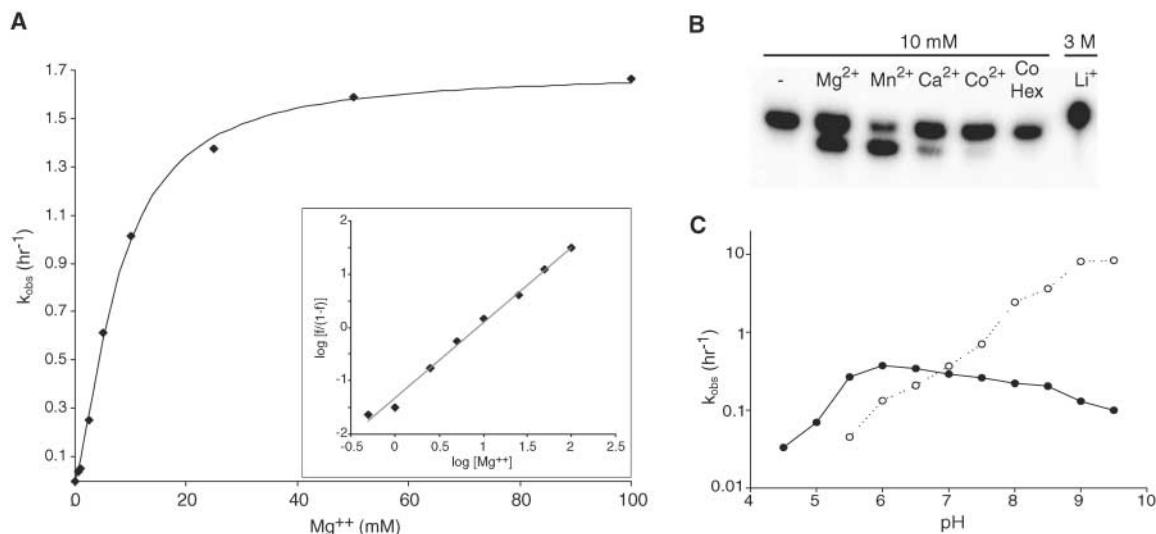 A
k_obs (hr⁻¹)
1.7
1.5
1.3
1.1
0.9
0.7
0.5
0.3
0.1
0 20 40 60 80 100
Mg⁺⁺ (mM)
log [f/(1-f)]
2
1
0
-1
-2
-0.5 0 0.5 1 1.5 2 2.5
log [Mg⁺⁺]
B
10 mM 3 M
- Mg²⁺ Mn²⁺ Ca²⁺ Co²⁺ Co Hex Li⁺
C
k_obs (hr⁻¹)
10
1
0.1
0.01
4 5 6 7 8 9 10
pH